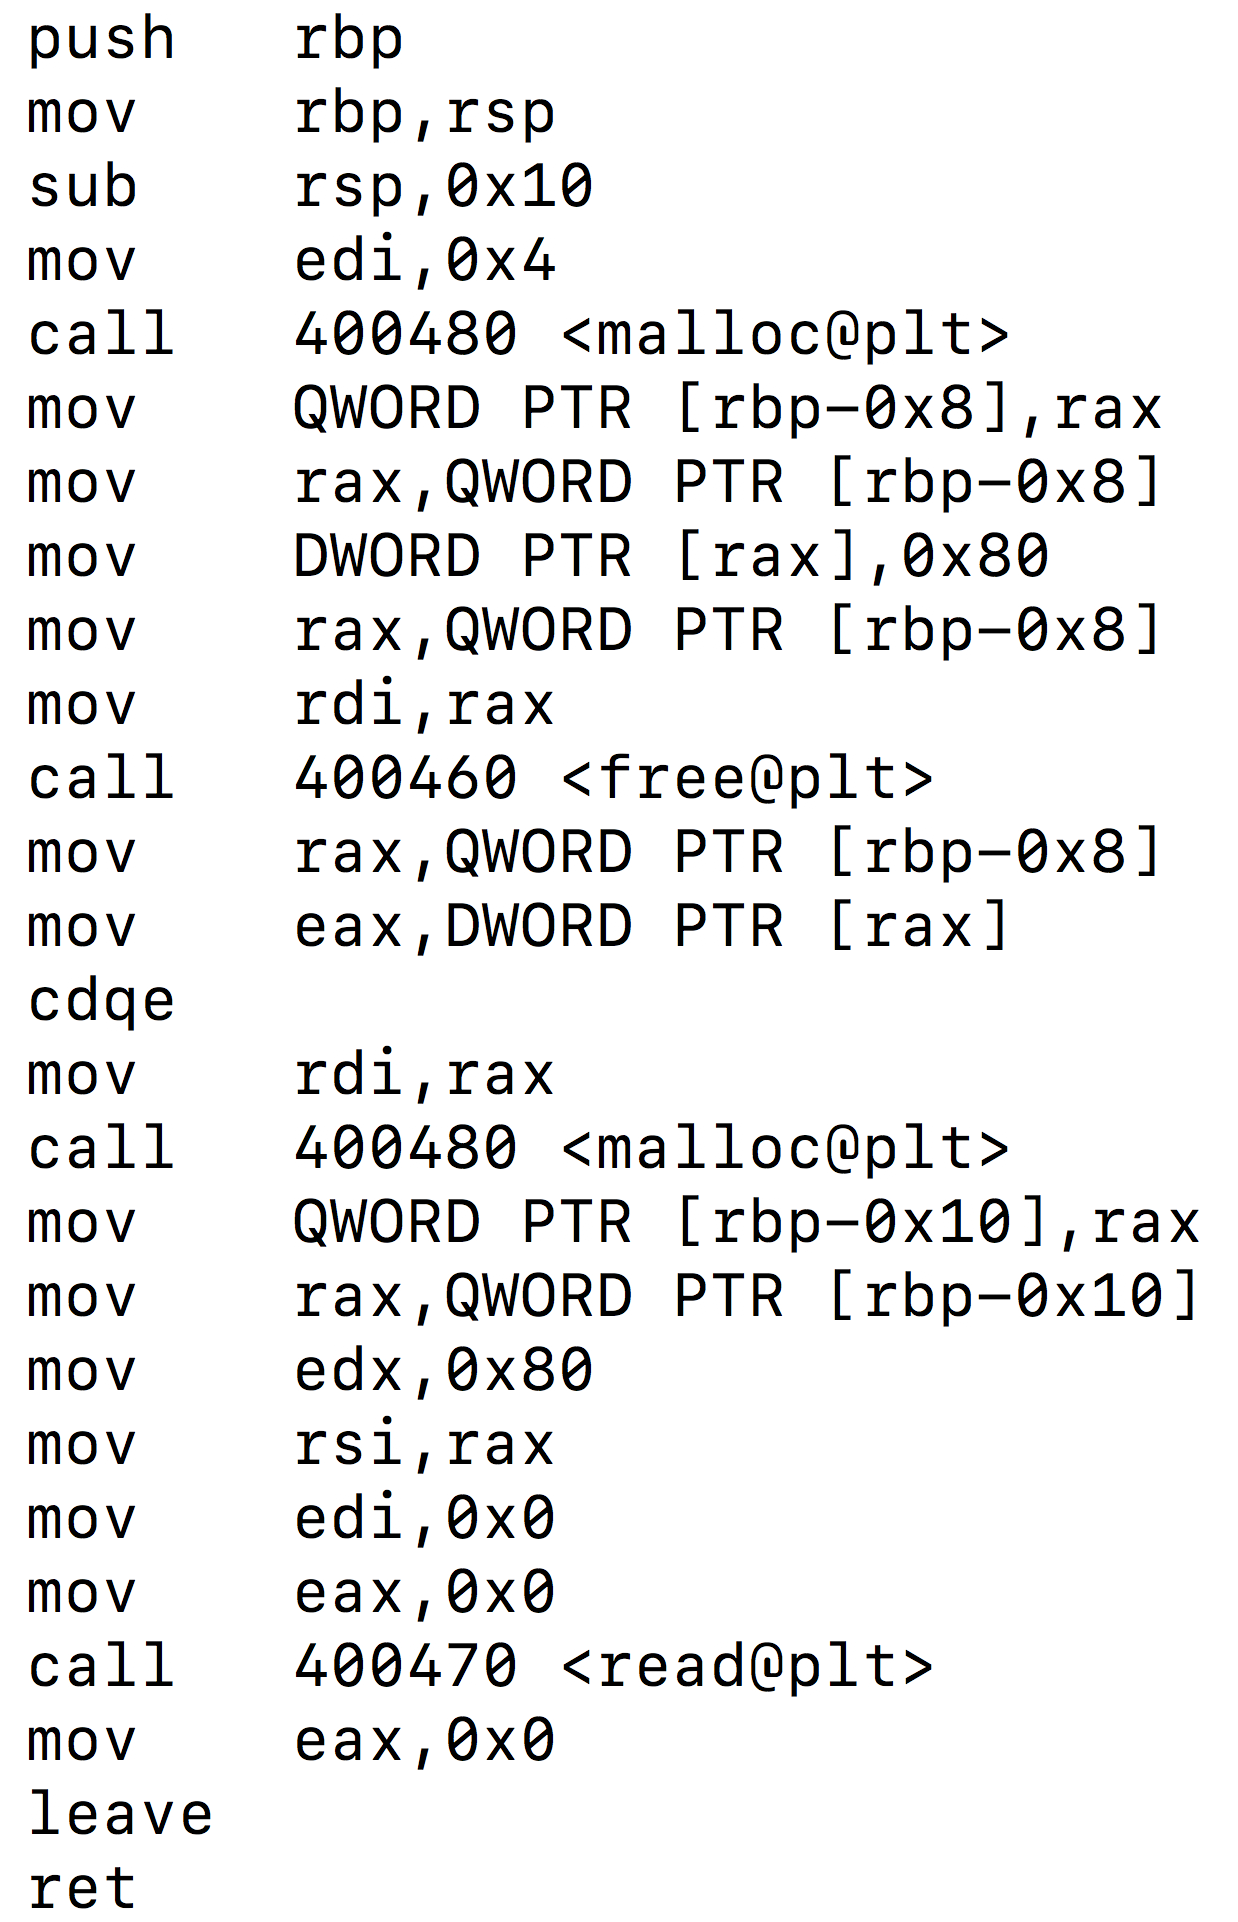 push   rbp
mov    rbp,rsp
sub    rsp,0x10
mov    edi,0x4
call   400480 <malloc@plt>
mov    QWORD PTR [rbp-0x8],rax
mov    rax,QWORD PTR [rbp-0x8]
mov    DWORD PTR [rax],0x80
mov    rax,QWORD PTR [rbp-0x8]
mov    rdi,rax
call   400460 <free@plt>
mov    rax,QWORD PTR [rbp-0x8]
mov    eax,DWORD PTR [rax]
cdqe
mov    rdi,rax
call   400480 <malloc@plt>
mov    QWORD PTR [rbp-0x10],rax
mov    rax,QWORD PTR [rbp-0x10]
mov    edx,0x80
mov    rsi,rax
mov    edi,0x0
mov    eax,0x0
call   400470 <read@plt>
mov    eax,0x0
leave
ret